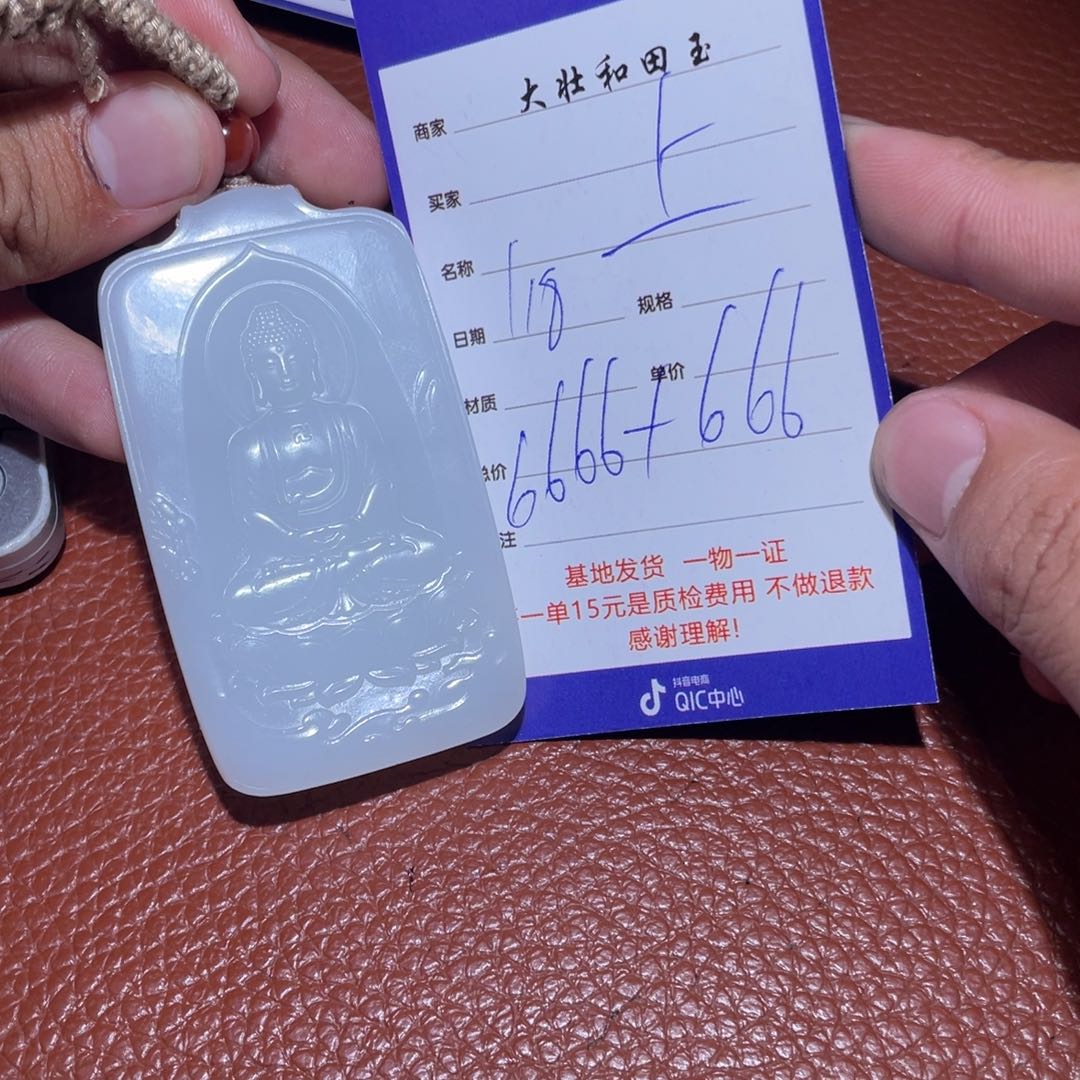 商家 大壮和田玉
买家 上
名称
日期 1.18 规格
材质 单价
总价 6666+666
注
基地发货 一物一证
一单15元是质检费用 不做退款
感谢理解!
抖音电商
QIC中心